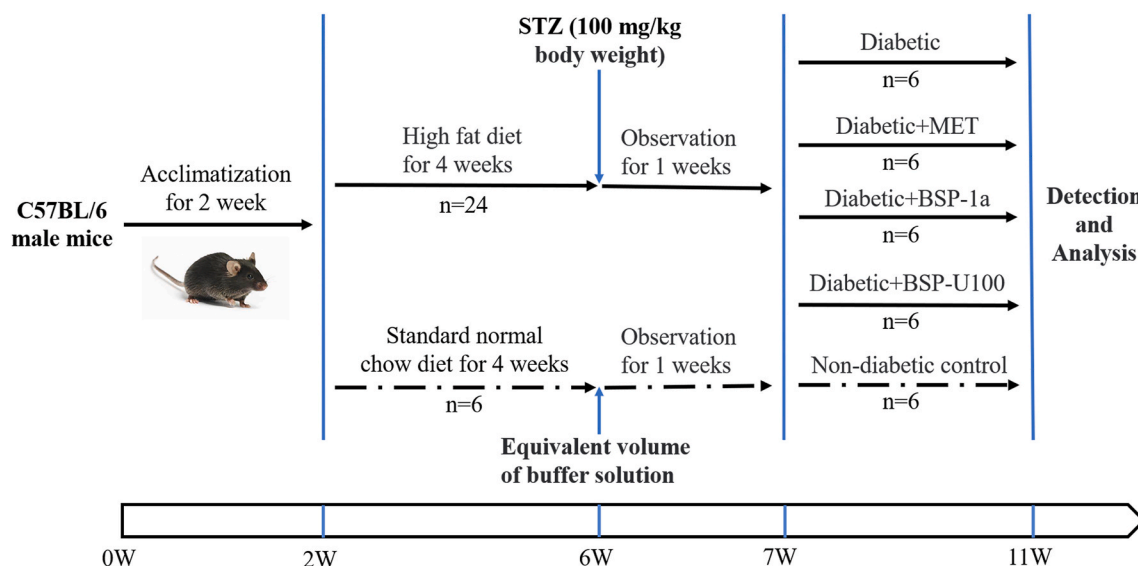 C57BL/6
male mice
Acclimatization
for 2 week
STZ (100 mg/kg
body weight)
High fat diet
for 4 weeks
n=24
Observation
for 1 weeks
Standard normal
chow diet for 4 weeks
n=6
Observation
for 1 weeks
Equivalent volume
of buffer solution
Diabetic
n=6
Diabetic+MET
n=6
Diabetic+BSP-1a
n=6
Diabetic+BSP-U100
n=6
Non-diabetic control
n=6
Detection
and
Analysis
0W
2W
6W
7W
11W